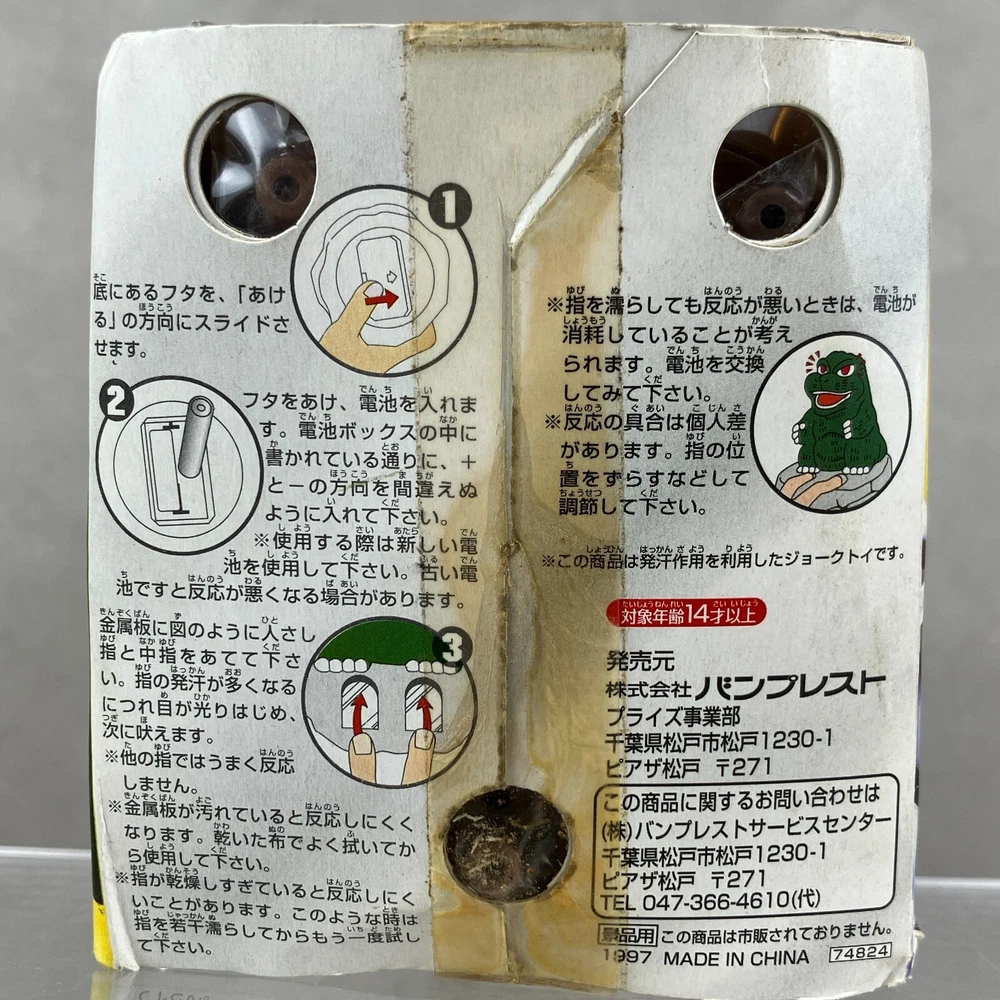 1
底にあるフタを、「あけ
る」の方向にスライドさ
せます。
2
フタをあけ、電池を入れま
す。電池ボックスの中に
書かれている通りに、+
と-の方向を間違えぬ
ように入れて下さい。
※使用する際は新しい電
池を使用して下さい。古い電
池ですと反応が悪くなる場合があります。
3
金属板に図のように人さし
指と中指をあてて下さ
い。指の発汗が多くなる
につれ目が光りはじめ、
次に吠えます。
※他の指ではうまく反応
しません。
※金属板が汚れていると反応しにくく
なります。乾いた布でよく拭いてか
ら使用して下さい。
※指が乾燥しすぎていると反応しにく
いことがあります。このような時は
指を若干濡らしてからもう一度試し
て下さい。
※指を濡らしても反応が悪いときは、電池が
消耗していることが考え
られます。電池を交換
してみて下さい。
※反応の具合は個人差
があります。指の位
置をずらすなどして
調節して下さい。
※この商品は発汗作用を利用したジョークトイです。
対象年齢14才以上
発売元
株式会社 バンプレスト
プライズ事業部
千葉県松戸市松戸1230-1
ピアザ松戸 〒271
この商品に関するお問い合わせは
(株)バンプレストサービスセンター
千葉県松戸市松戸1230-1
ピアザ松戸 〒271
TEL 047-366-4610(代)
景品用 この商品は市販されておりません。
1997 MADE IN CHINA 74824